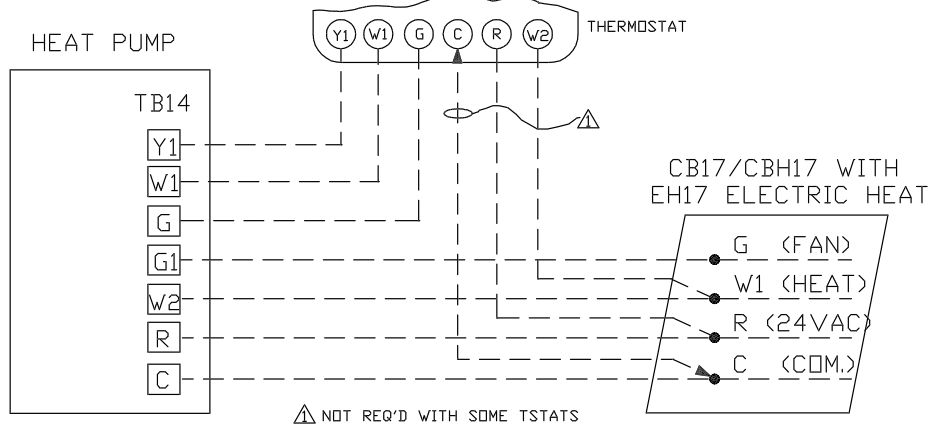 THERMOSTAT
Y1 W1 G C R W2
HEAT PUMP
TB14
1
Y1
W1
G
G1
W2
R
C
CB17/CBH17 WITH
EH17 ELECTRIC HEAT
G (FAN)
W1 (HEAT)
R (24VAC)
C (COM.)
1 NOT REQ'D WITH SOME TSTATS